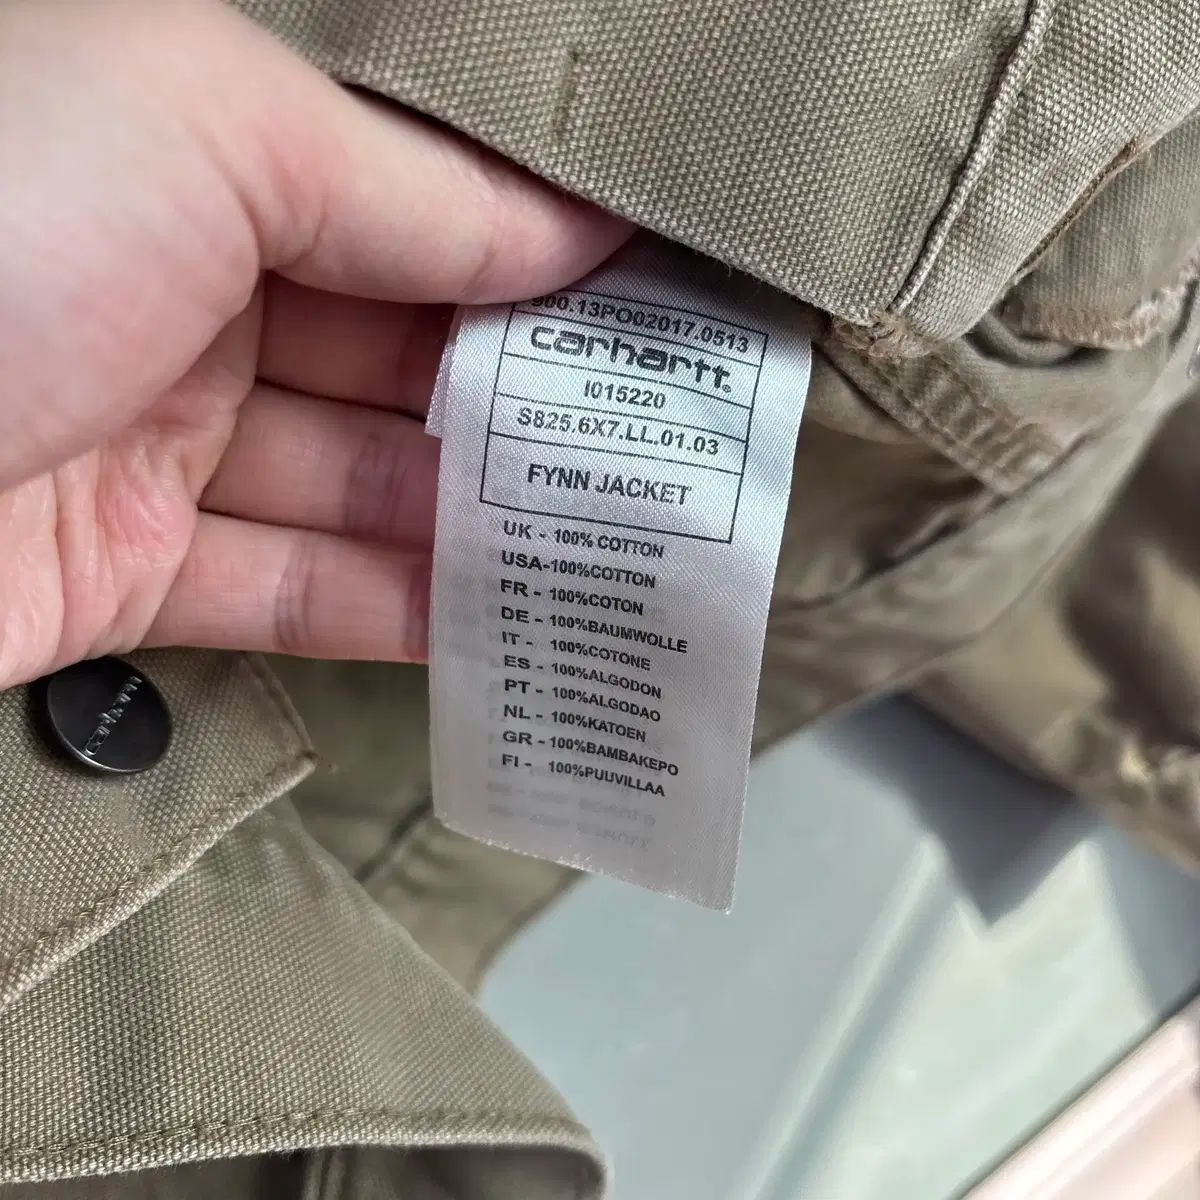 900.13PO02017.0513
carhartt®
I015220
S825.6X7.LL.01.03
FYNN JACKET
UK - 100% COTTON
USA-100%COTTON
FR - 100%COTON
DE - 100%BAUMWOLLE
IT - 100%COTONE
ES - 100%ALGODON
PT - 100%ALGODAO
NL - 100%KATOEN
GR - 100%BAMBAKEPO
FI - 100%PUUVILLAA
carhartt